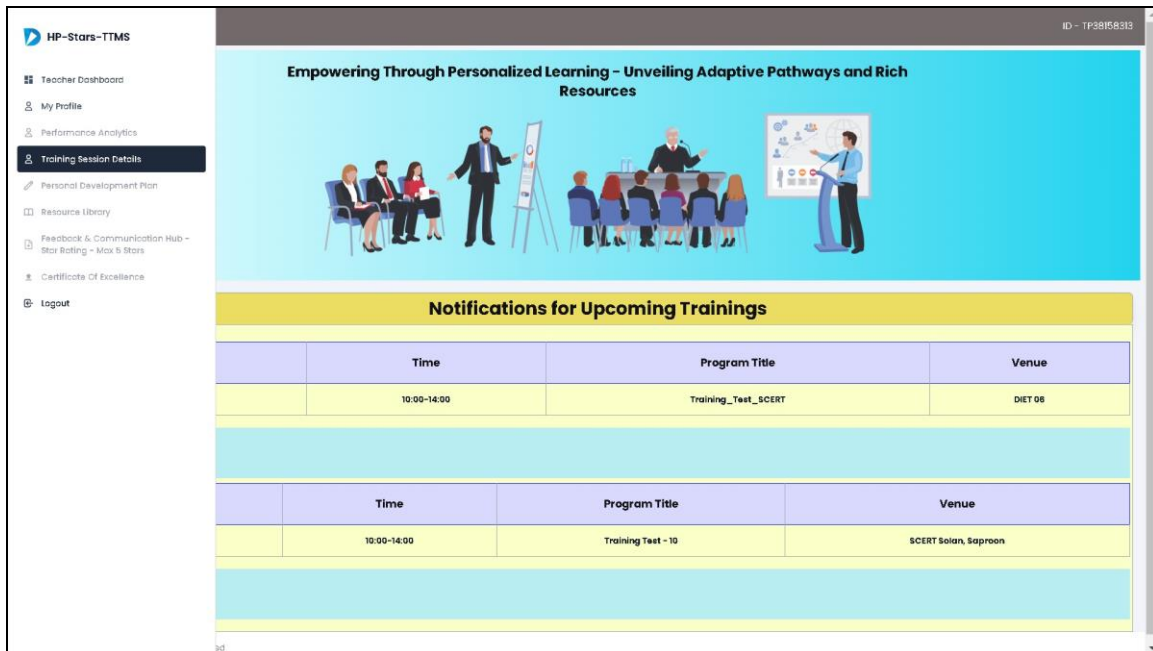 HP-Stars-TTMS
ID - TP38158313
Teacher Dashboard
My Profile
Performance Analytics
Training Session Details
Personal Development Plan
Resource Library
Feedback & Communication Hub -
Star Rating - Max 5 Stars
Certificate Of Excellence
Logout
Empowering Through Personalized Learning - Unveiling Adaptive Pathways and Rich
Resources
Notifications for Upcoming Trainings
Time Program Title Venue
10:00-14:00 Training_Test_SCERT DIET 06
Time Program Title Venue
10:00-14:00 Training Test - 10 SCERT Solan, Saproon